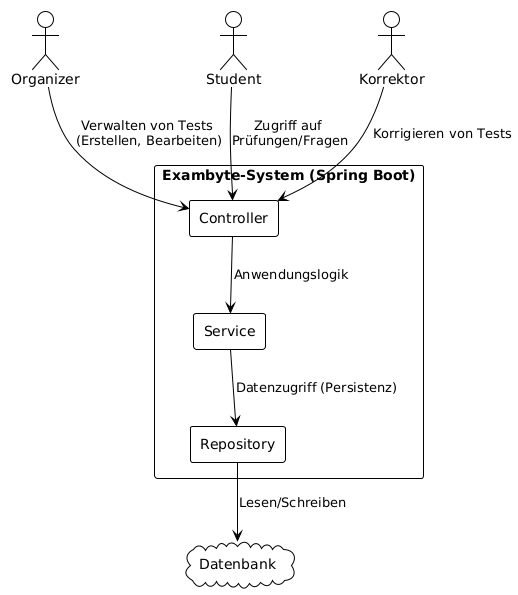 Organizer
Student
Korrektor
Verwalten von Tests
(Erstellen, Bearbeiten)
Zugriff auf
Prüfungen/Fragen
Korrigieren von Tests
Exambyte-System (Spring Boot)
Controller
Anwendungslogik
Service
Datenzugriff (Persistenz)
Repository
Lesen/Schreiben
Datenbank